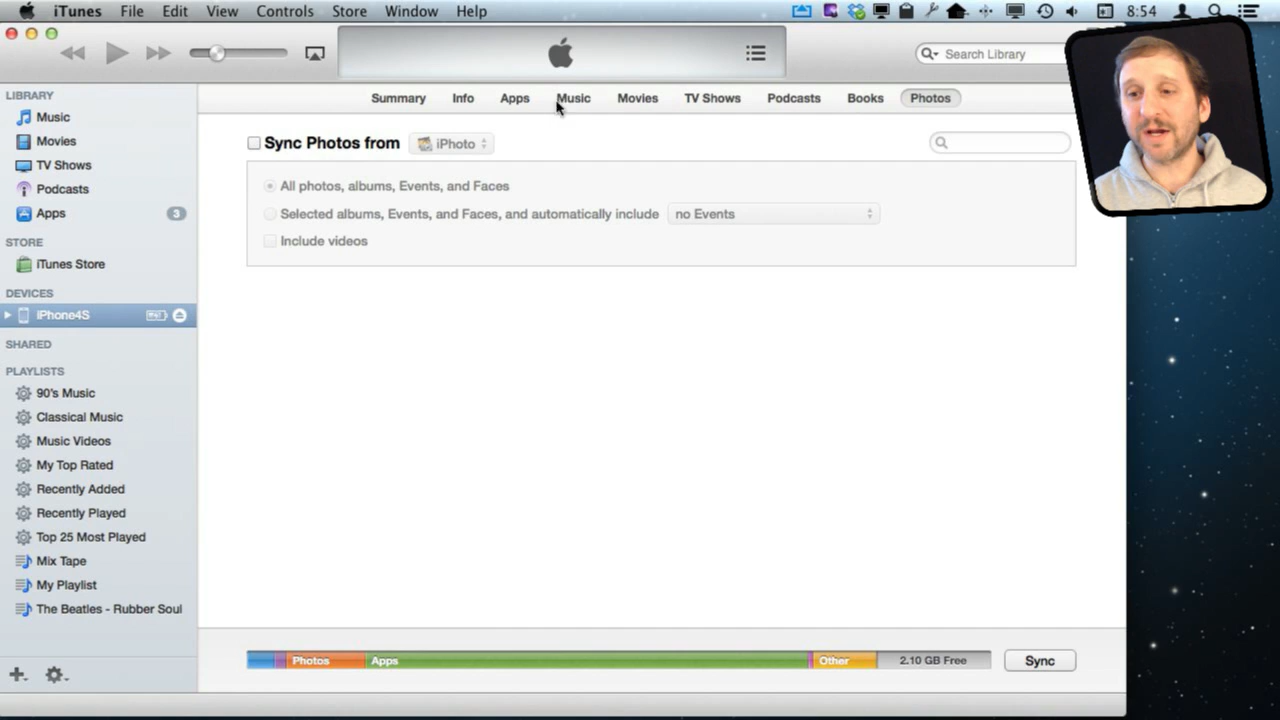 iTunes File Edit View Controls Store Window Help 8:54
Search Library
LIBRARY
Music
Movies
TV Shows
Podcasts
Apps 3
STORE
iTunes Store
DEVICES
iPhone4S
SHARED
PLAYLISTS
90's Music
Classical Music
Music Videos
My Top Rated
Recently Added
Recently Played
Top 25 Most Played
Mix Tape
My Playlist
The Beatles - Rubber Soul
Summary Info Apps Music Movies TV Shows Podcasts Books Photos
Sync Photos from iPhoto
All photos, albums, Events, and Faces
Selected albums, Events, and Faces, and automatically include no Events
Include videos
Photos Apps Other 2.10 GB Free Sync